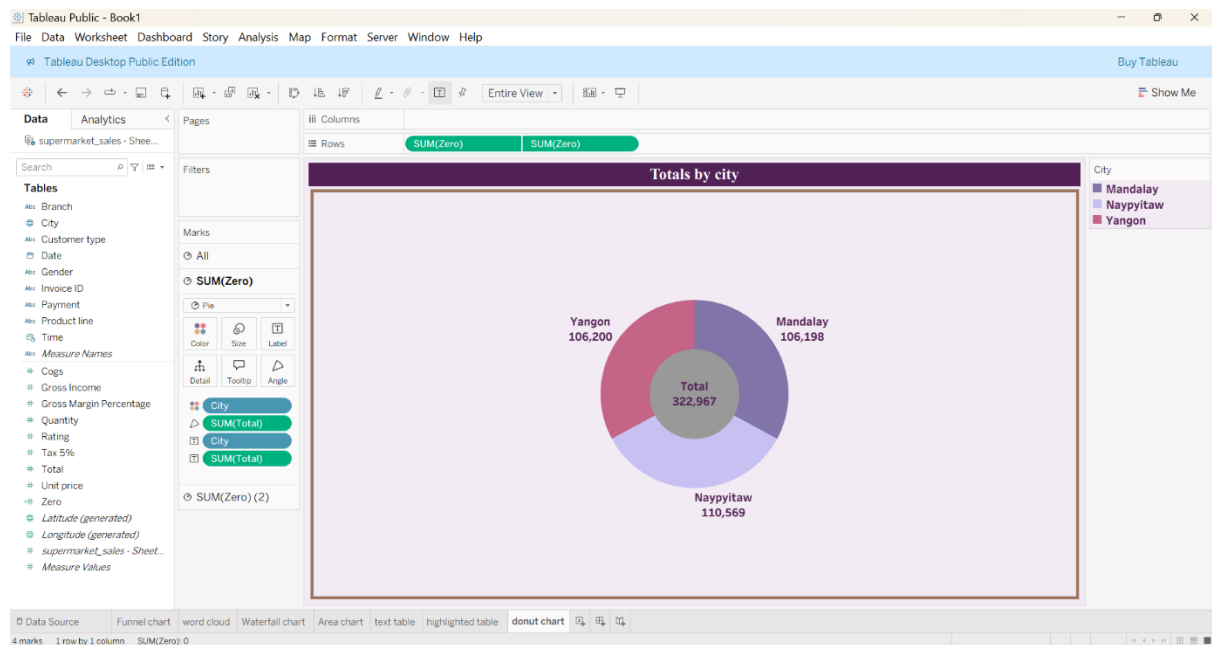 Tableau Public - Book1
File Data Worksheet Dashboard Story Analysis Map Format Server Window Help
Tableau Desktop Public Edition
Buy Tableau
Entire View
Show Me
Data
Analytics
supermarket_sales - Shee...
Search
Tables
Abc Branch
City
Abc Customer type
Date
Abc Gender
Abc Invoice ID
Abc Payment
Abc Product line
Time
Abc Measure Names
# Cogs
# Gross Income
# Gross Margin Percentage
# Quantity
# Rating
# Tax 5%
# Total
# Unit price
=# Zero
Latitude (generated)
Longitude (generated)
# supermarket_sales - Sheet...
# Measure Values
Pages
Filters
Marks
All
SUM(Zero)
Pie
Color Size Label
Detail Tooltip Angle
City
SUM(Total)
City
SUM(Total)
SUM(Zero) (2)
Columns
Rows
SUM(Zero) SUM(Zero)
Totals by city
Yangon
106,200
Mandalay
106,198
Total
322,967
Naypyitaw
110,569
City
Mandalay
Naypyitaw
Yangon
Data Source Funnel chart word cloud Waterfall chart Area chart text table highlighted table donut chart
4 marks 1 row by 1 column SUM(Zero): 0